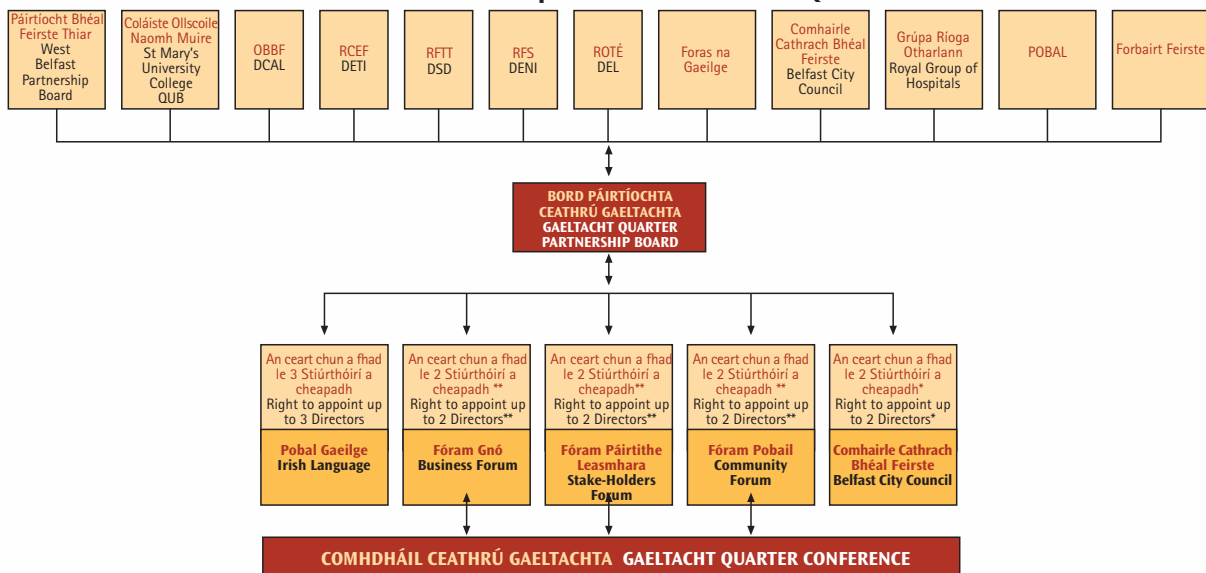 Páirtíocht Bhéal
Feirste Thiar
West
Belfast
Partnership
Board
Coláiste Ollscoile
Naomh Muire
St Mary's
University
College
QUB
OBBF
DCAL
RCEF
DETI
RFTT
DSD
RFS
DENI
ROTÉ
DEL
Foras na
Gaeilge
Comhairle
Cathrach Bhéal
Feirste
Belfast City
Council
Grúpa Ríoga
Otharlann
Royal Group of
Hospitals
POBAL
Forbairt Feirste
BORD PÁIRTÍOCHTA
CEATHRÚ GAELTACHTA
GAELTACHT QUARTER
PARTNERSHIP BOARD
An ceart chun a fhad
le 3 Stiúrthóirí a
cheapadh
Right to appoint up
to 3 Directors
Pobal Gaeilge
Irish Language
An ceart chun a fhad
le 2 Stiúrthóirí a
cheapadh **
Right to appoint up
to 2 Directors**
Fóram Gnó
Business Forum
An ceart chun a fhad
le 2 Stiúrthóirí a
cheapadh**
Right to appoint up
to 2 Directors**
Fóram Páirtithe
Leasmhara
Stake-Holders
Forum
An ceart chun a fhad
le 2 Stiúrthóirí a
cheapadh **
Right to appoint up
to 2 Directors**
Fóram Pobail
Community
Forum
An ceart chun a fhad
le 2 Stiúrthóirí a
cheapadh*
Right to appoint up
to 2 Directors*
Comhairle Cathrach
Bhéal Feirste
Belfast City Council
COMHDHÁIL CEATHRÚ GAELTACHTA GAELTACHT QUARTER CONFERENCE